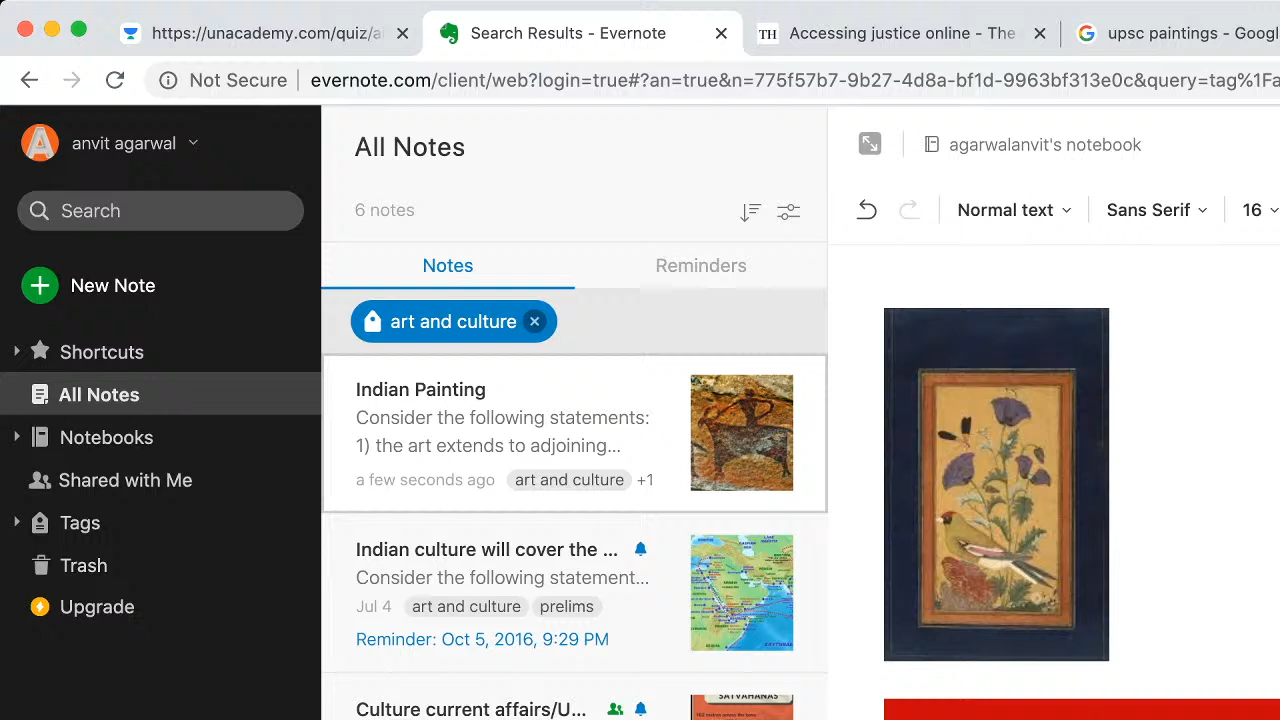 https://unacademy.com/quiz/ai
Search Results - Evernote
TH
Accessing justice online - The
upsc paintings - Googl
Not Secure
evernote.com/client/web?login=true#?an=true&n=775f57b7-9b27-4d8a-bf1d-9963bf313e0c&query=tag%1Fa
A
anvit agarwal
Search
New Note
Shortcuts
All Notes
Notebooks
Shared with Me
Tags
Trash
Upgrade
All Notes
6 notes
Notes
Reminders
art and culture
Indian Painting
Consider the following statements:
1) the art extends to adjoining...
a few seconds ago
art and culture
+1
Indian culture will cover the ...
Consider the following statement...
Jul 4
art and culture
prelims
Reminder: Oct 5, 2016, 9:29 PM
Culture current affairs/U...
SATVAHANAS
agarwalanvit's notebook
Normal text
Sans Serif
16